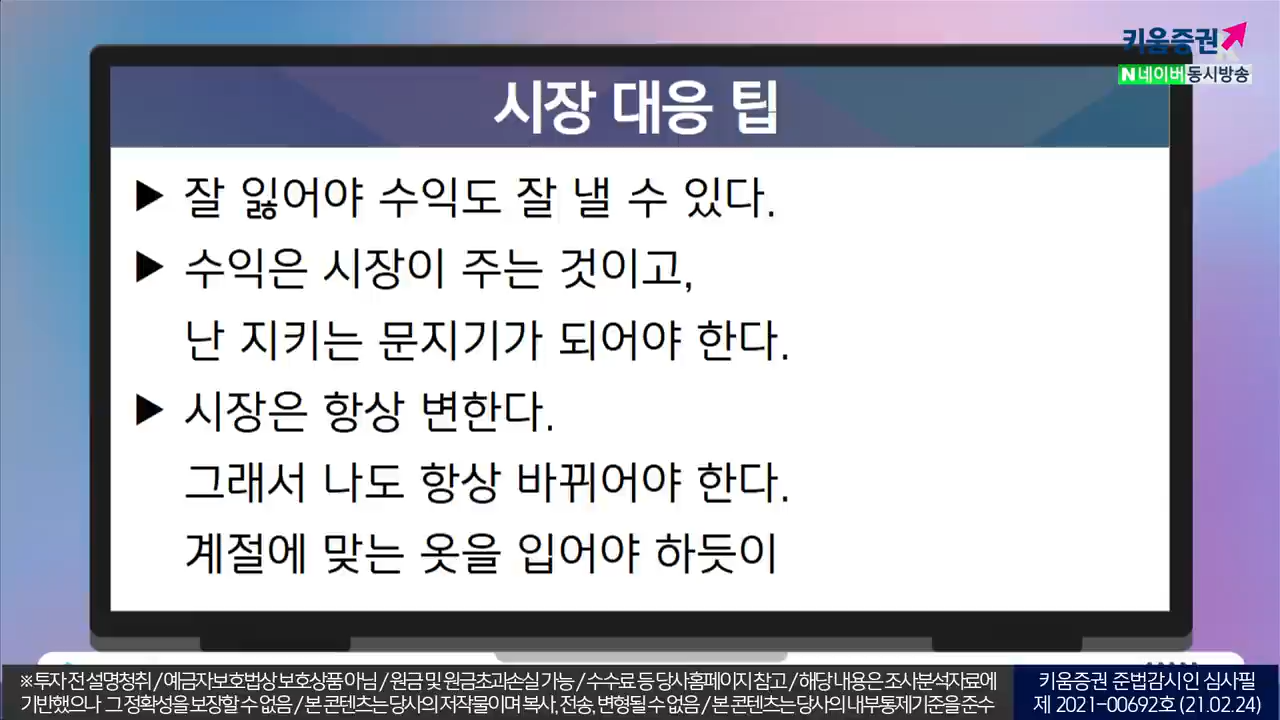 키움증권
N 네이버 동시방송
시장 대응 팁
▶ 잘 잃어야 수익도 잘 낼 수 있다.
▶ 수익은 시장이 주는 것이고,
난 지키는 문지기가 되어야 한다.
▶ 시장은 항상 변한다.
그래서 나도 항상 바뀌어야 한다.
계절에 맞는 옷을 입어야 하듯이
※ 투자 전 설명청취 / 예금자보호법상 보호상품 아님 / 원금 및 원금초과손실 가능 / 수수료 등 당사홈페이지 참고 / 해당 내용은 조사분석자료에
기반했으나 그 정확성을 보장할 수 없음 / 본 콘텐츠는 당사의 저작물이며 복사, 전송, 변형될 수 없음 / 본 콘텐츠는 당사의 내부통제기준을 준수
키움증권 준법감시인 심사필
제 2021-00692호 (21.02.24)